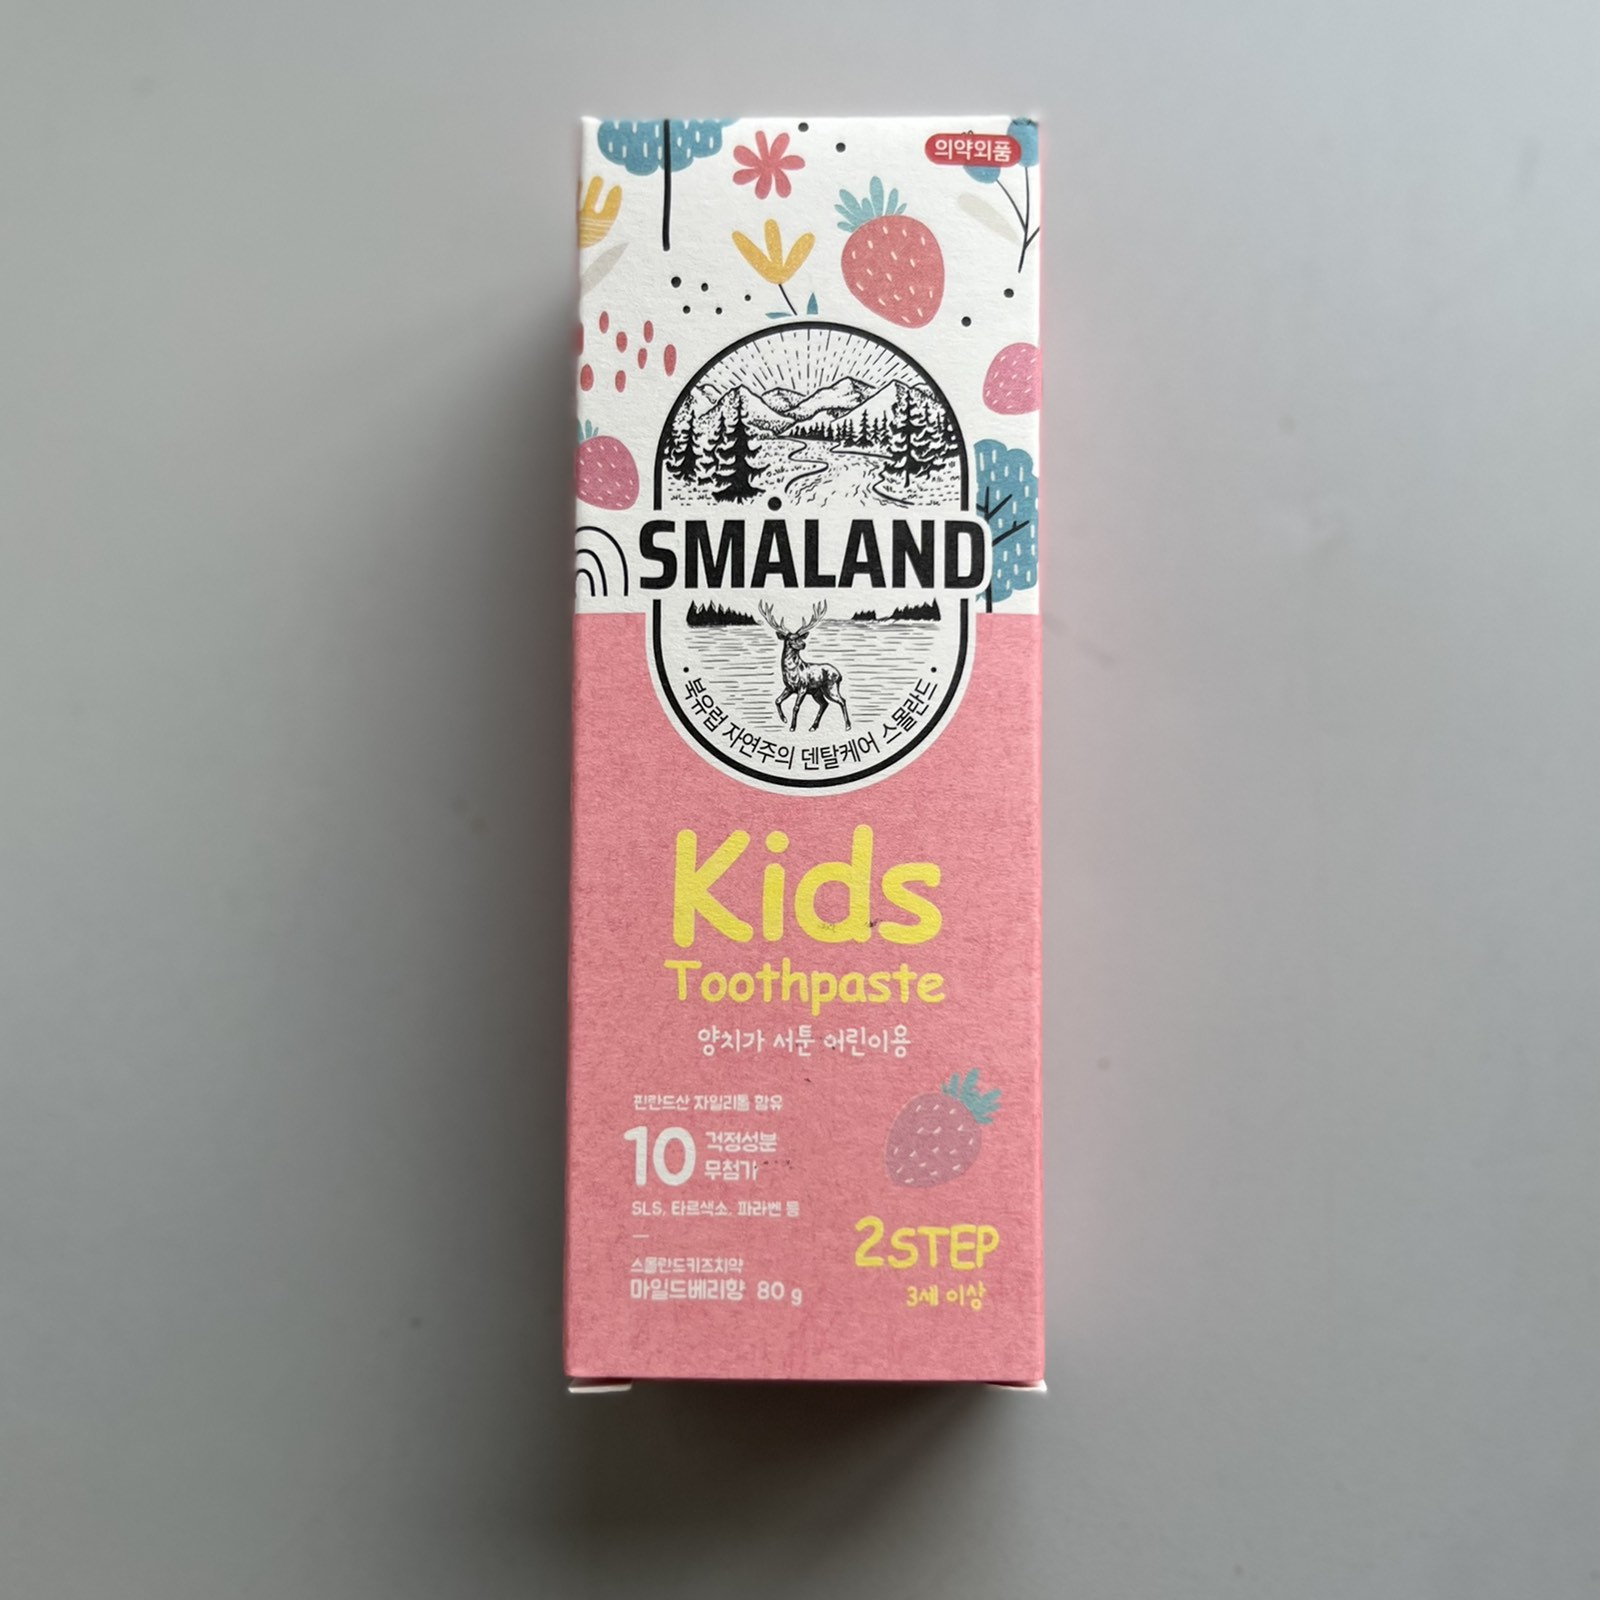 의약외품
SMÅLAND
· 북유럽 자연주의 덴탈케어 스몰란드 ·
Kids
Toothpaste
양치가 서툰 어린이용
핀란드산 자일리톨 함유
10 걱정성분
무첨가
SLS, 타르색소, 파라벤 등
스몰란드키즈치약
마일드베리향 80 g
2STEP
3세 이상